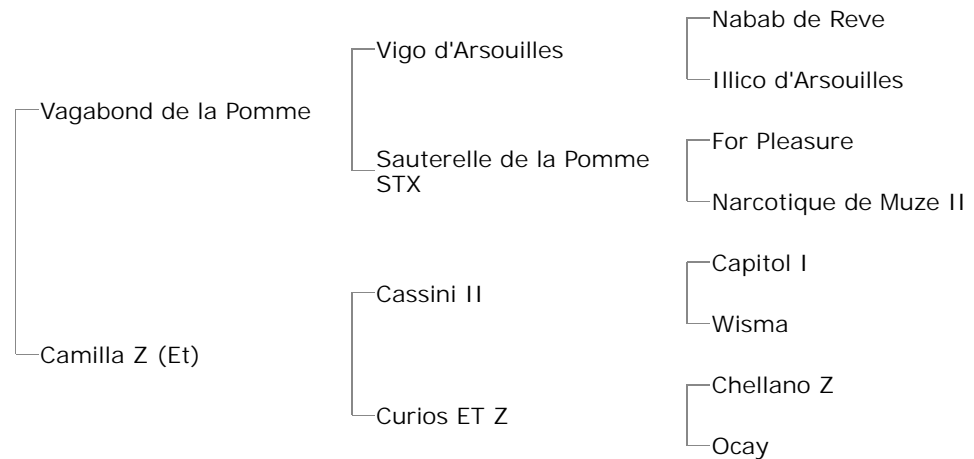 Nabab de Reve
Vigo d'Arsouilles
Illico d'Arsouilles
Vagabond de la Pomme
For Pleasure
Sauterelle de la Pomme
STX
Narcotique de Muze II
Capitol I
Cassini II
Wisma
Camilla Z (Et)
Chellano Z
Curios ET Z
Ocay